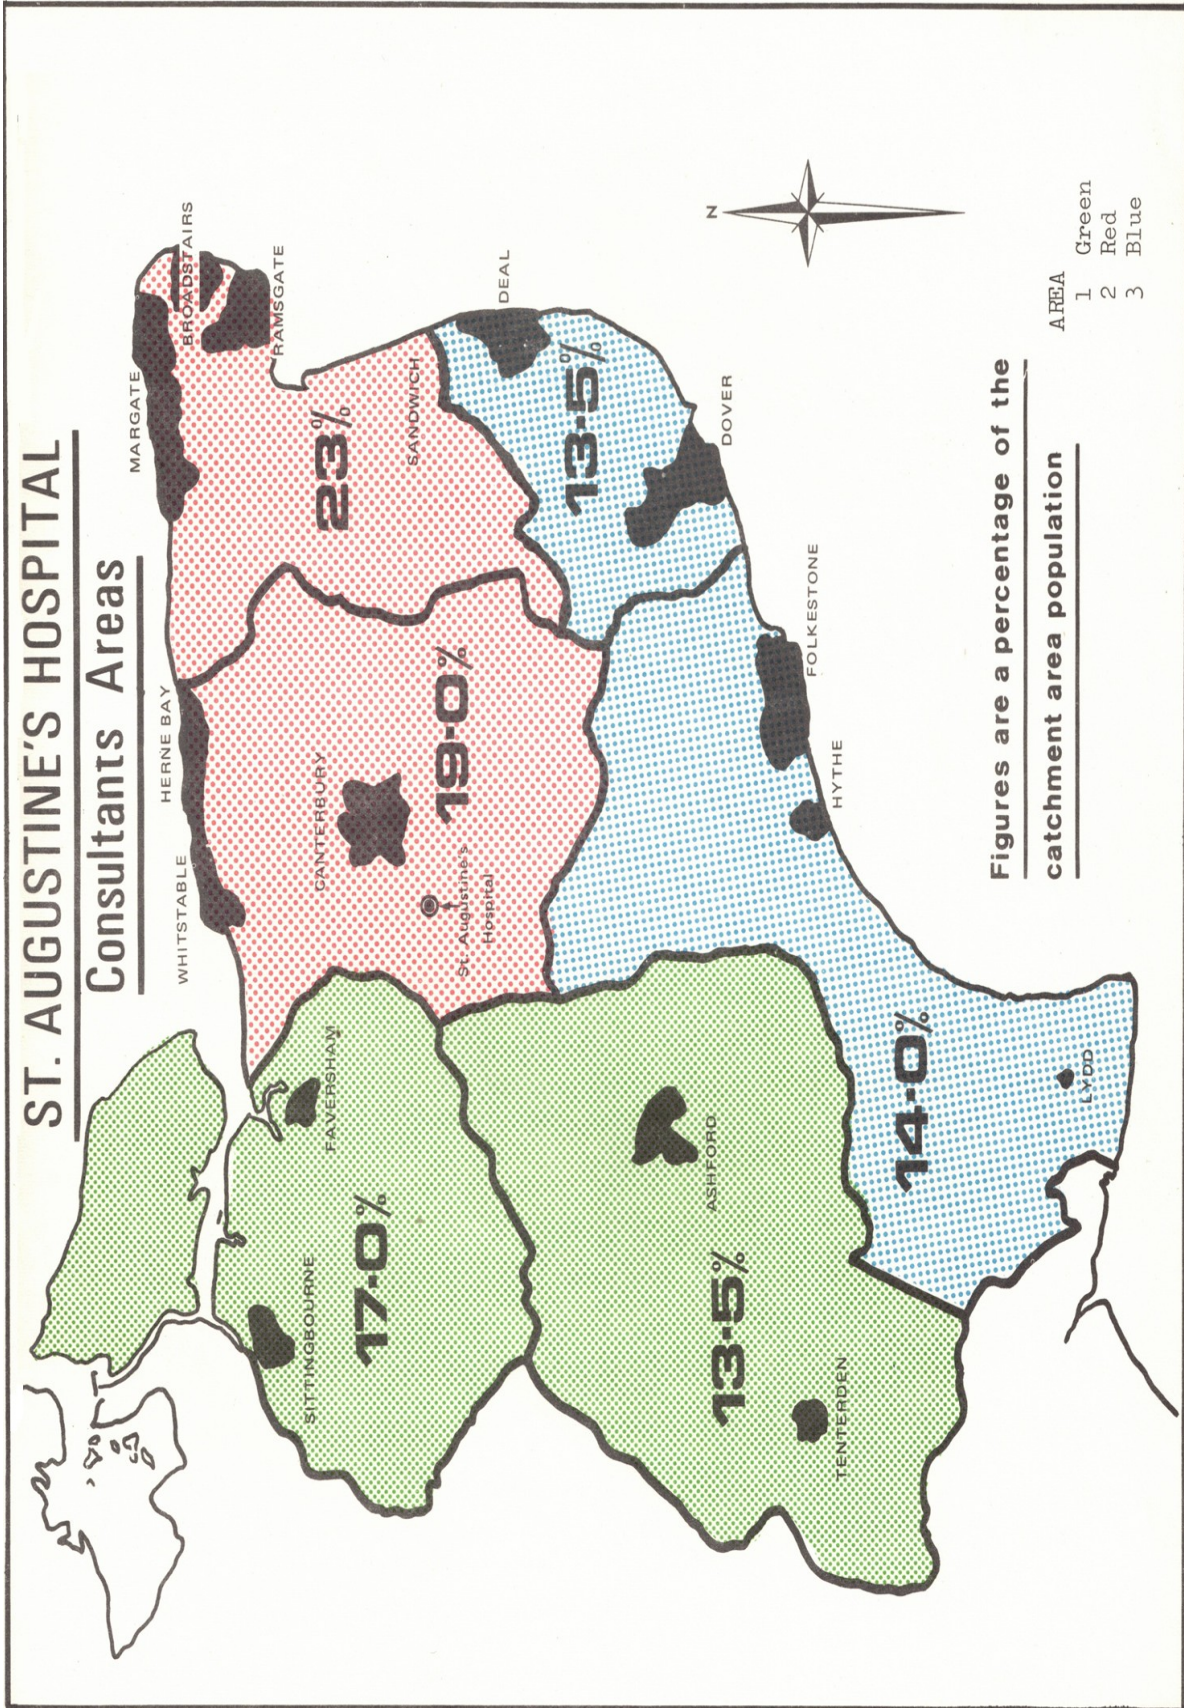 ST. AUGUSTINE'S HOSPITAL
Consultants Areas
MARGATE
BROADSTAIRS
RAMSGATE
HERNE BAY
WHITSTABLE
23%
SANDWICH
DEAL
CANTERBURY
19·0%
St. Augustine's
Hospital
FAVERSHAM
SITTINGBOURNE
17·0%
13·5%
DOVER
FOLKESTONE
HYTHE
ASHFORD
13·5%
TENTERDEN
14·0%
LYDD
N
Figures are a percentage of the
catchment area population
AREA
1 Green
2 Red
3 Blue